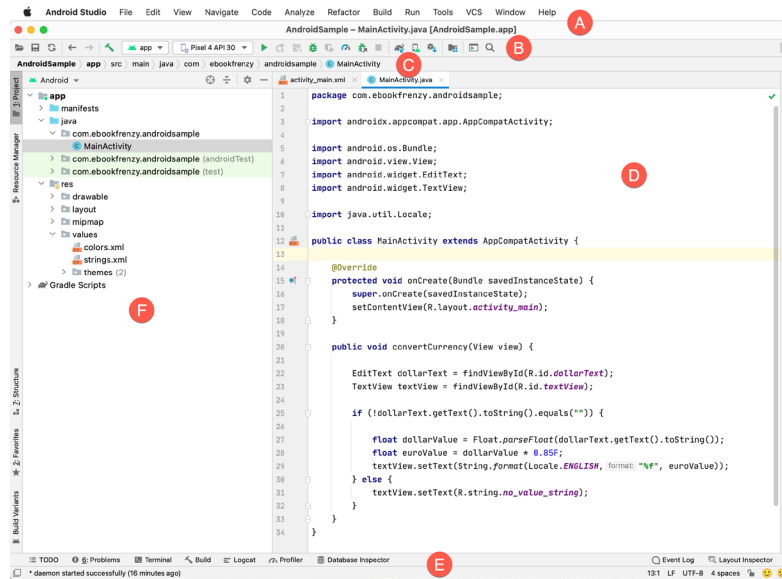 Android Studio File Edit View Navigate Code Analyze Refactor Build Run Tools VCS Window Help A
AndroidSample – MainActivity.java [AndroidSample.app]
app Pixel 4 API 30 B
AndroidSample app src main java com ebookfrenzy androidsample MainActivity C
Android
activity_main.xml MainActivity.java
1: Project
Resource Manager
app
manifests
java
com.ebookfrenzy.androidsample
MainActivity
com.ebookfrenzy.androidsample (androidTest)
com.ebookfrenzy.androidsample (test)
res
drawable
layout
mipmap
values
colors.xml
strings.xml
themes (2)
Gradle Scripts
F
7: Structure
2: Favorites
Build Variants
1 package com.ebookfrenzy.androidsample;
2
3 import androidx.appcompat.app.AppCompatActivity;
4
5 import android.os.Bundle;
6 import android.view.View;
7 import android.widget.EditText;
8 import android.widget.TextView;
9
10 import java.util.Locale;
11
12 public class MainActivity extends AppCompatActivity {
13
14 @Override
15 protected void onCreate(Bundle savedInstanceState) {
16 super.onCreate(savedInstanceState);
17 setContentView(R.layout.activity_main);
18 }
19
20 public void convertCurrency(View view) {
21
22 EditText dollarText = findViewById(R.id.dollarText);
23 TextView textView = findViewById(R.id.textView);
24
25 if (!dollarText.getText().toString().equals("")) {
26
27 float dollarValue = Float.parseFloat(dollarText.getText().toString());
28 float euroValue = dollarValue * 0.85F;
29 textView.setText(String.format(Locale.ENGLISH, format: "%f", euroValue));
30 } else {
31 textView.setText(R.string.no_value_string);
32 }
33 }
34 }
D
TODO 6: Problems Terminal Build Logcat Profiler Database Inspector E Event Log Layout Inspector
* daemon started successfully (16 minutes ago) 13:1 LF UTF-8 4 spaces